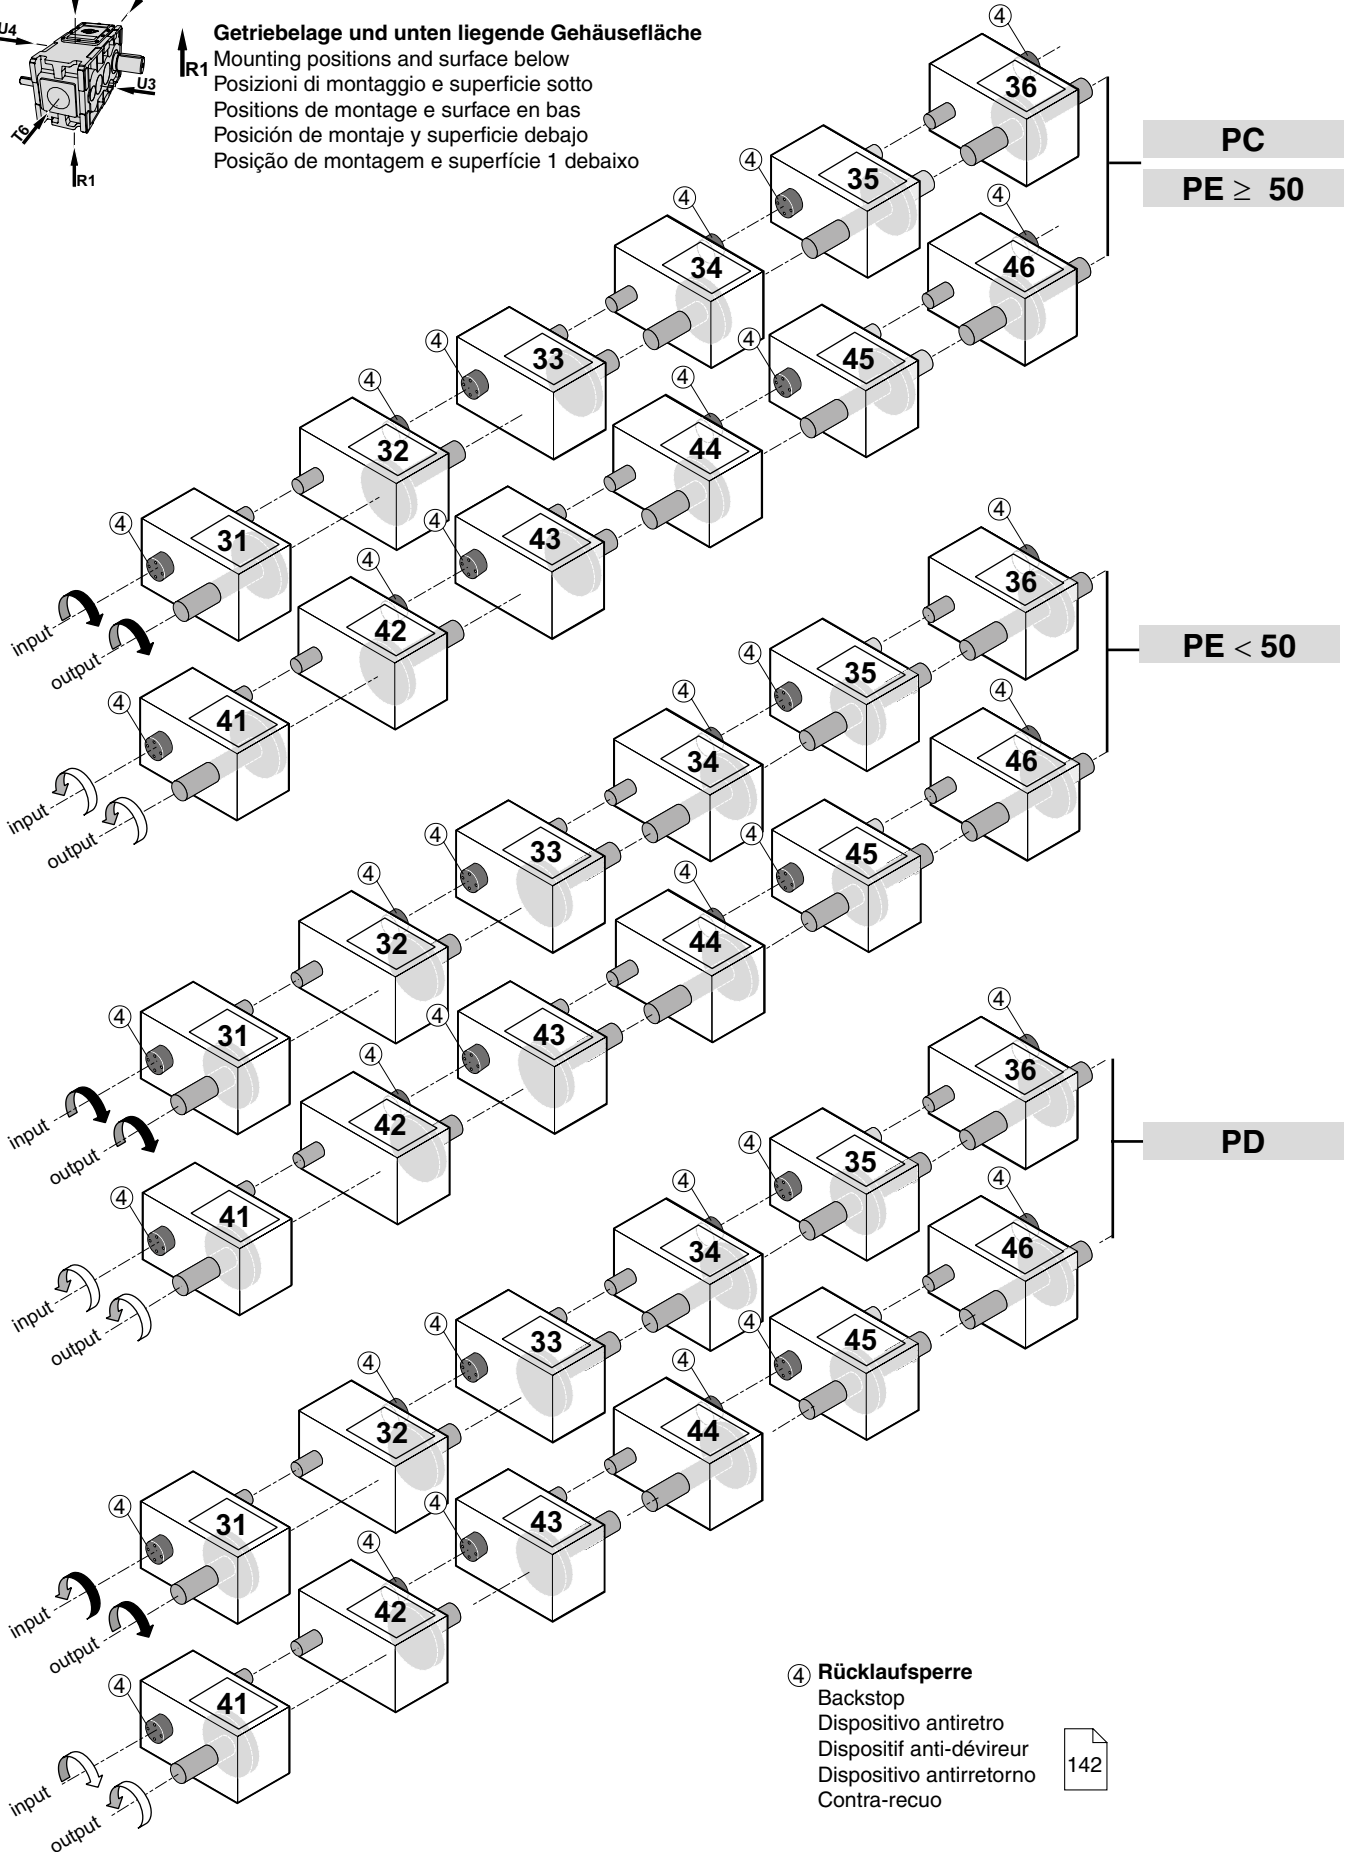 U4
U3
T6
R1
R1
Getriebelage und unten liegende Gehäusefläche
Mounting positions and surface below
Posizioni di montaggio e superficie sotto
Positions de montage e surface en bas
Posición de montaje y superficie debajo
Posição de montagem e superfície 1 debaixo
PC
PE ≥ 50
4 36
4 35
4 34
4 33
4 32
4 31
input
output
4 46
4 45
4 44
4 43
4 42
4 41
input
output
PE < 50
4 36
4 35
4 34
4 33
4 32
4 31
input
output
4 46
4 45
4 44
4 43
4 42
4 41
input
output
PD
4 36
4 35
4 34
4 33
4 32
4 31
input
output
4 46
4 45
4 44
4 43
4 42
4 41
input
output
4 Rücklaufsperre
Backstop
Dispositivo antiretro
Dispositif anti-dévireur
Dispositivo antirretorno
Contra-recuo
142